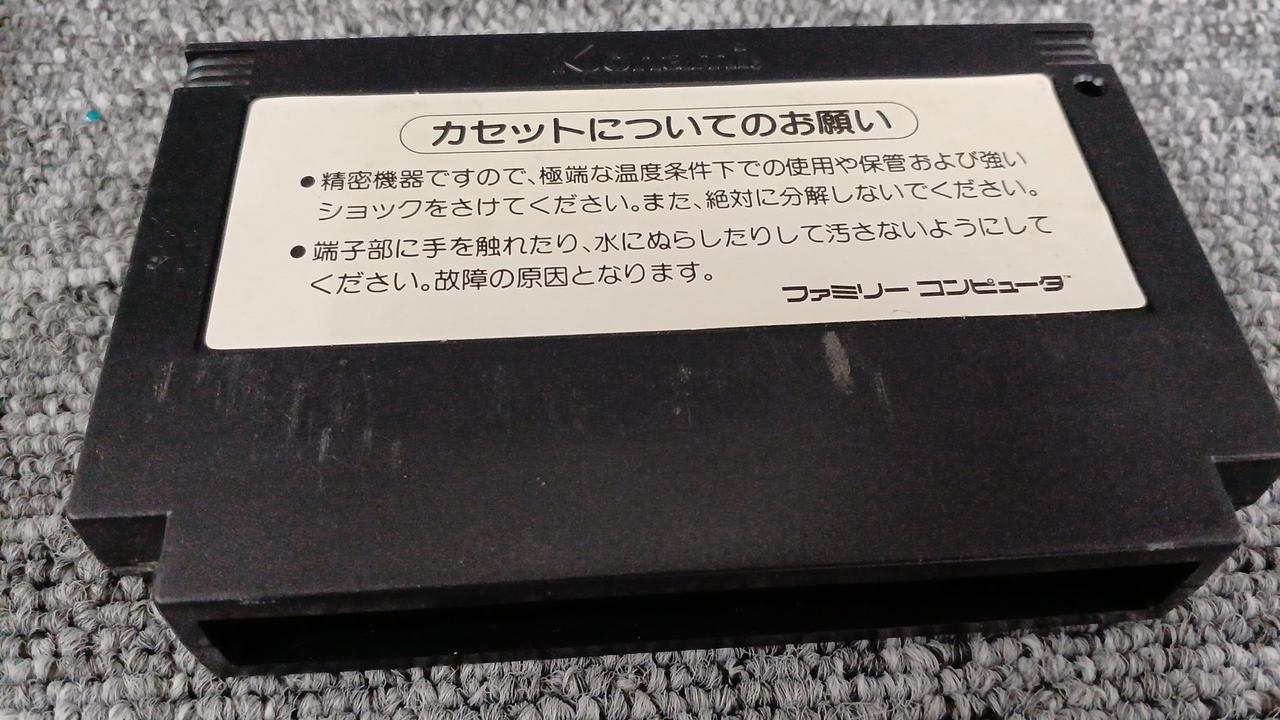 Konami
カセットについてのお願い
●精密機器ですので、極端な温度条件下での使用や保管および強い
ショックをさけてください。また、絶対に分解しないでください。
●端子部に手を触れたり、水にぬらしたりして汚さないようにして
ください。故障の原因となります。
ファミリー コンピュータ™